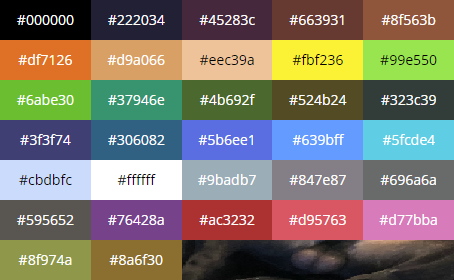 #000000 #222034 #45283c #663931 #8f563b
#df7126 #d9a066 #eec39a #fbf236 #99e550
#6abe30 #37946e #4b692f #524b24 #323c39
#3f3f74 #306082 #5b6ee1 #639bff #5fcde4
#cbdbfc #ffffff #9badb7 #847e87 #696a6a
#595652 #76428a #ac3232 #d95763 #d77bba
#8f974a #8a6f30